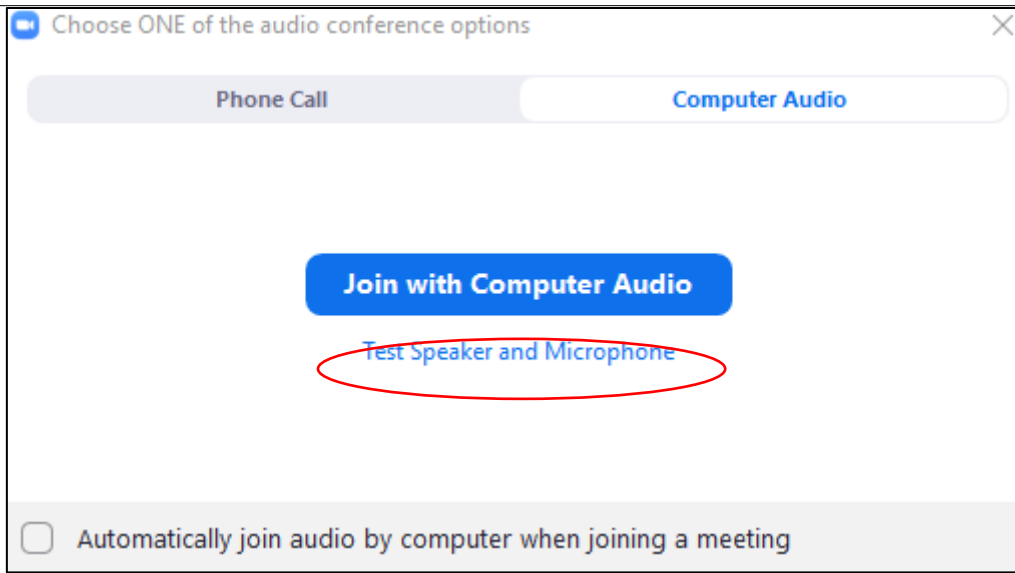 Choose ONE of the audio conference options
Phone Call
Computer Audio
Join with Computer Audio
Test Speaker and Microphone
Automatically join audio by computer when joining a meeting